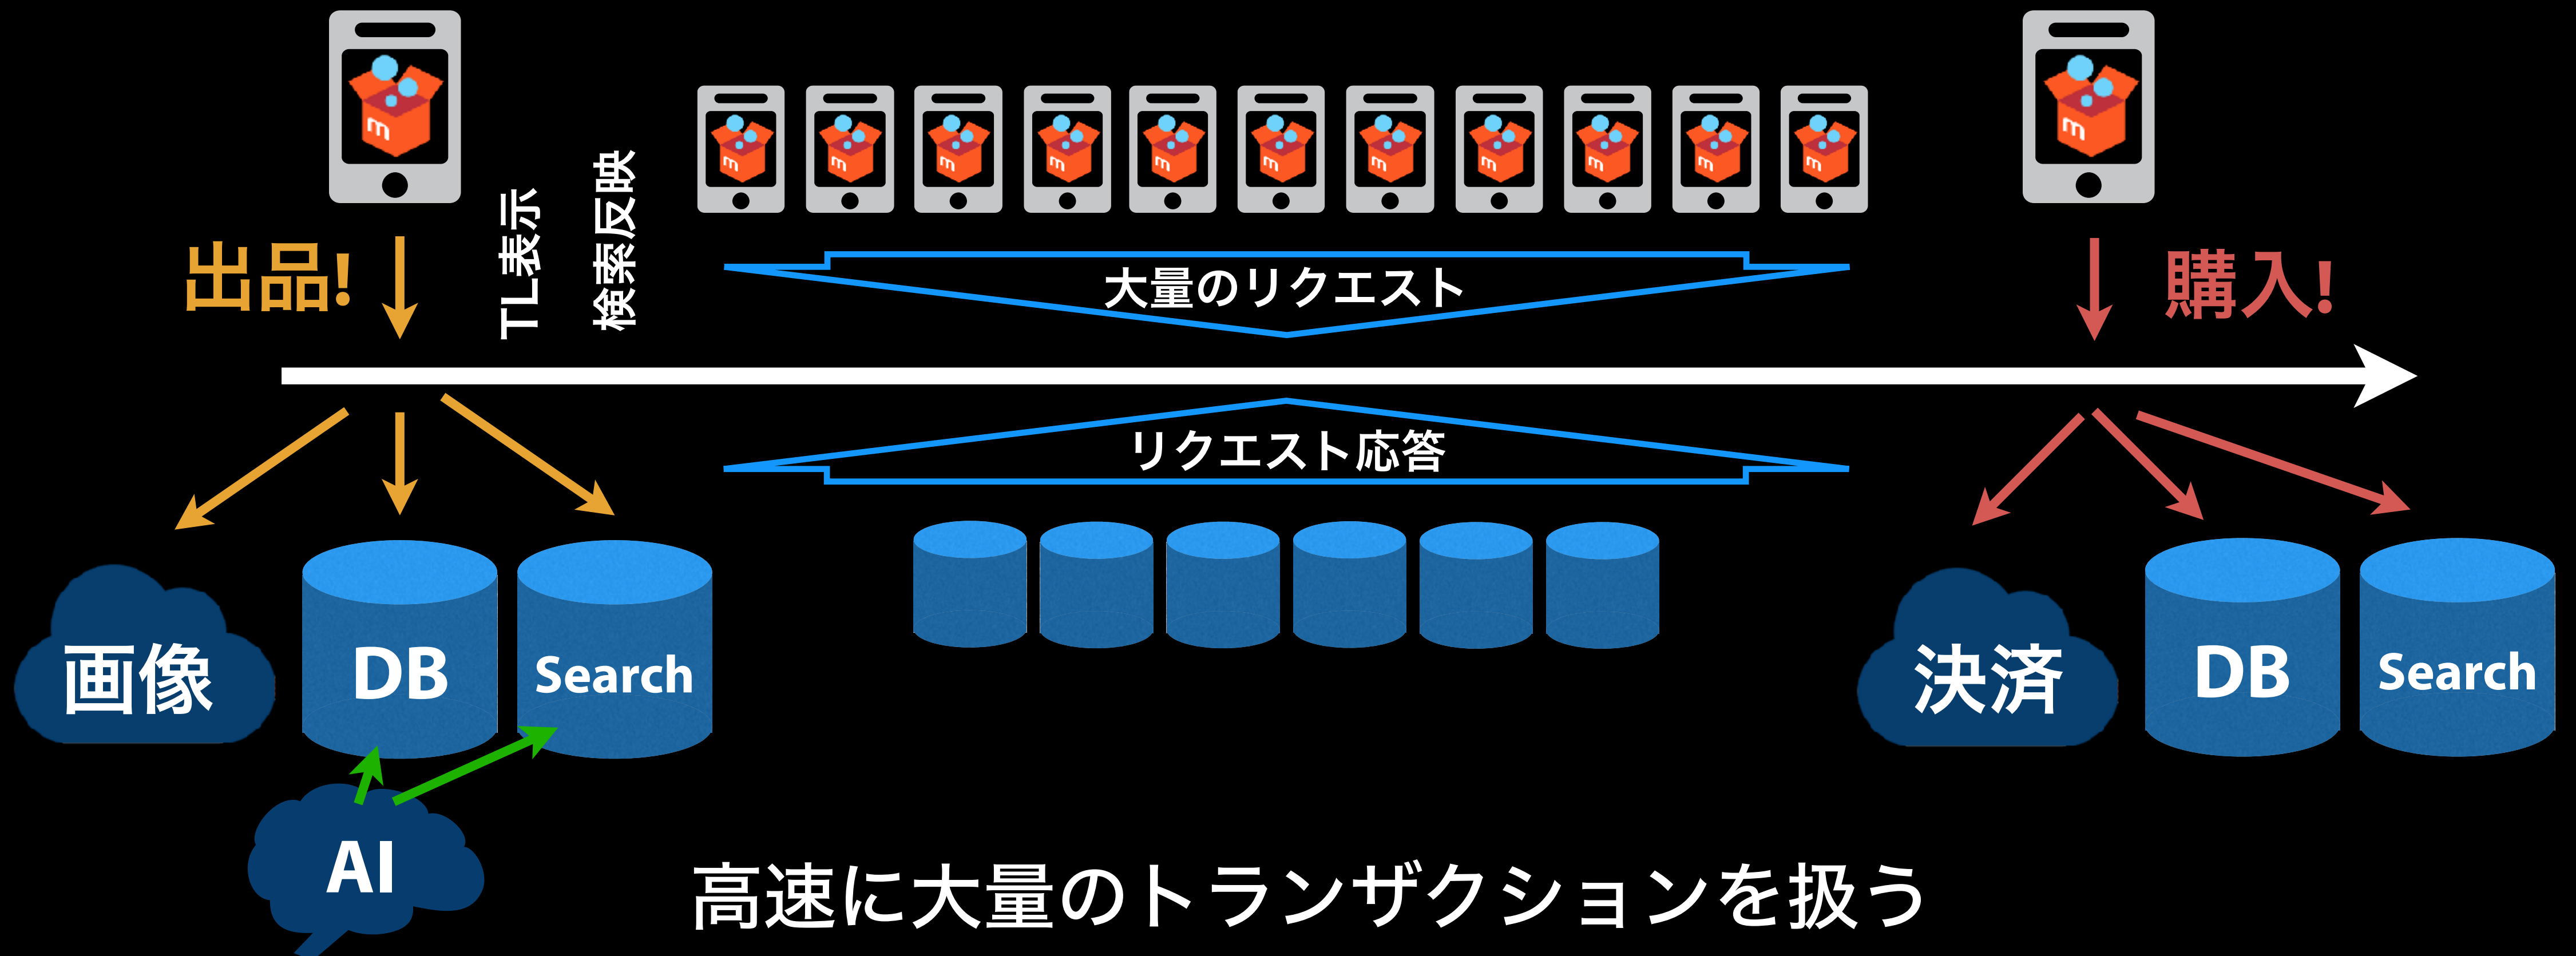 出品!
TL表示
検索反映
大量のリクエスト
購入!
リクエスト応答
画像
DB
Search
決済
DB
Search
AI
高速に大量のトランザクションを扱う